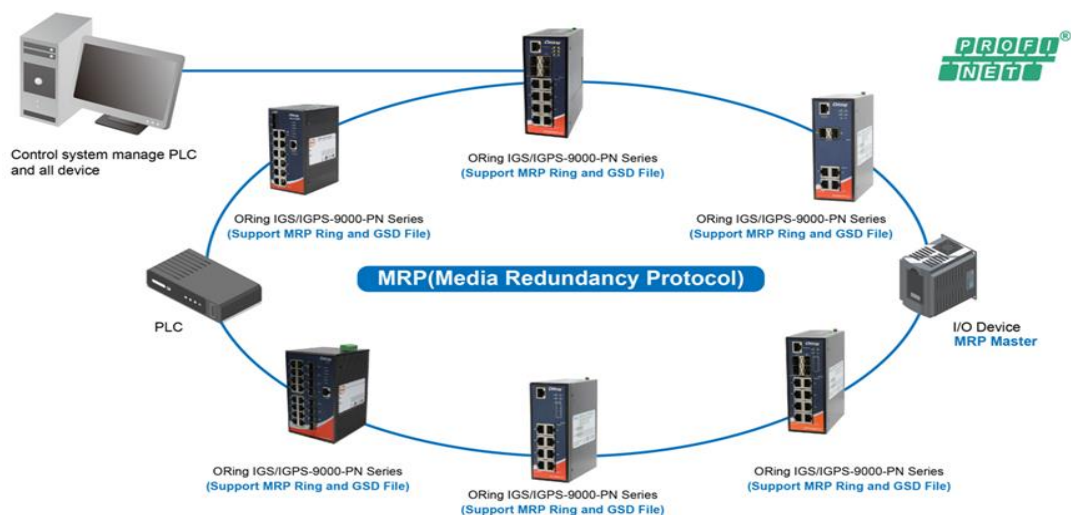 PROFI
NET
®
Control system manage PLC
and all device
ORing IGS/IGPS-9000-PN Series
(Support MRP Ring and GSD File)
ORing IGS/IGPS-9000-PN Series
(Support MRP Ring and GSD File)
ORing IGS/IGPS-9000-PN Series
(Support MRP Ring and GSD File)
MRP(Media Redundancy Protocol)
PLC
I/O Device
MRP Master
ORing IGS/IGPS-9000-PN Series
(Support MRP Ring and GSD File)
ORing IGS/IGPS-9000-PN Series
(Support MRP Ring and GSD File)
ORing IGS/IGPS-9000-PN Series
(Support MRP Ring and GSD File)